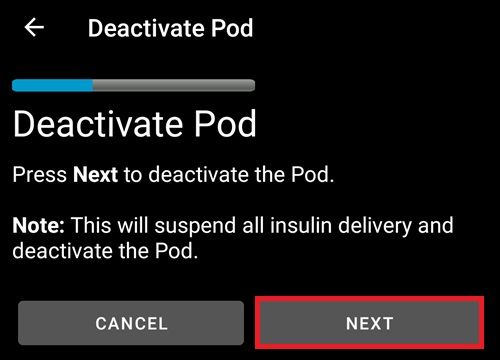 Deactivate Pod
Deactivate Pod
Press Next to deactivate the Pod.
Note: This will suspend all insulin delivery and
deactivate the Pod.
CANCEL
NEXT